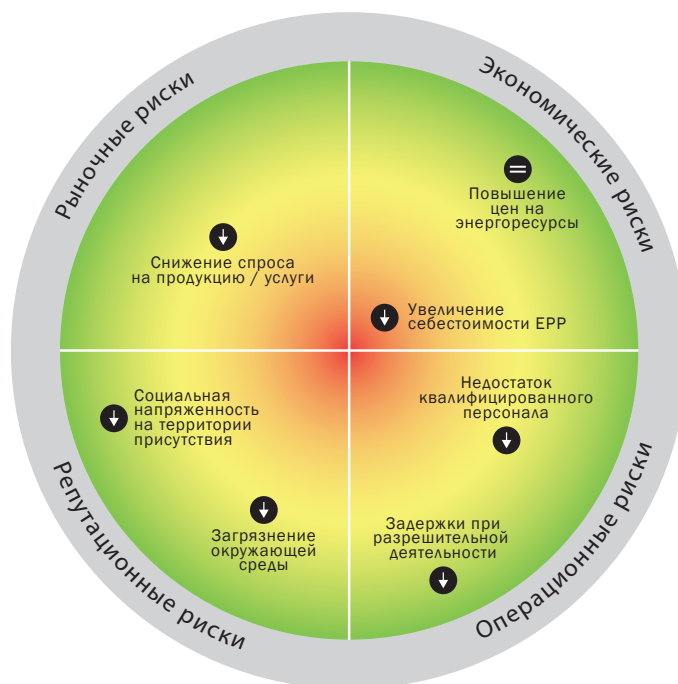 Рыночные риски
Экономические риски
Повышение
цен на
энергоресурсы
Снижение спроса
на продукцию / услуги
Увеличение
себестоимости ЕРР
Социальная
напряженность
на территории
присутствия
Недостаток
квалифицированного
персонала
Загрязнение
окружающей
среды
Задержки при
разрешительной
деятельности
Репутационные риски
Операционные риски